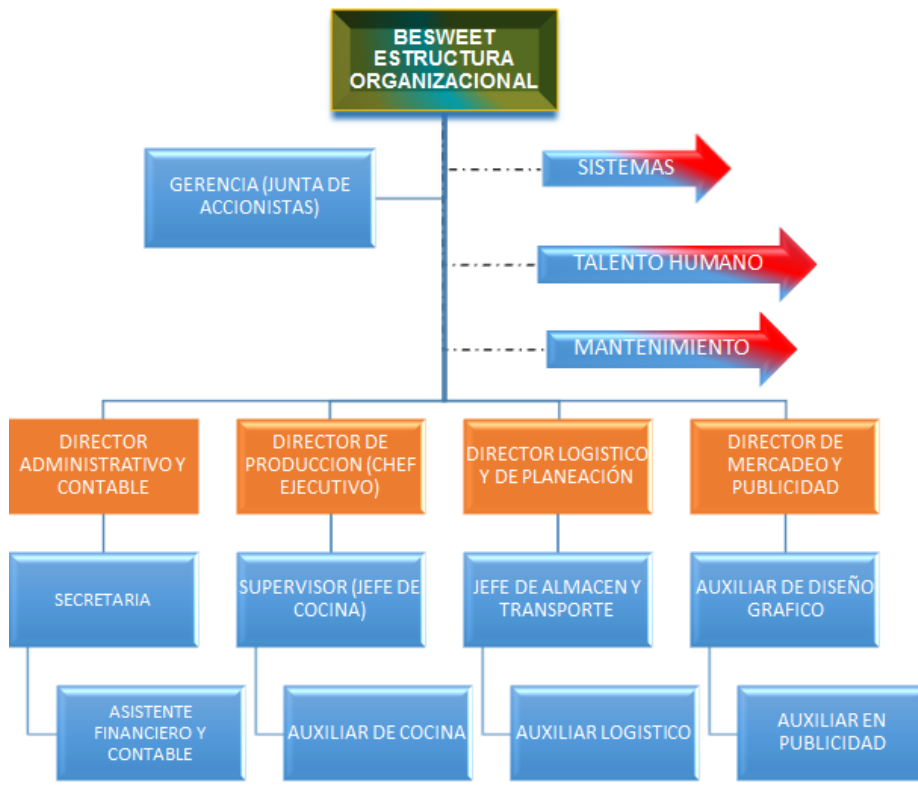 BESWEET
ESTRUCTURA
ORGANIZACIONAL
GERENCIA (JUNTA DE
ACCIONISTAS)
SISTEMAS
TALENTO HUMANO
MANTENIMIENTO
DIRECTOR
ADMINISTRATIVO Y
CONTABLE
DIRECTOR DE
PRODUCCION (CHEF
EJECUTIVO)
DIRECTOR LOGISTICO
Y DE PLANEACIÓN
DIRECTOR DE
MERCADEO Y
PUBLICIDAD
SECRETARIA
SUPERVISOR (JEFE DE
COCINA)
JEFE DE ALMACEN Y
TRANSPORTE
AUXILIAR DE DISEÑO
GRAFICO
ASISTENTE
FINANCIERO Y
CONTABLE
AUXILIAR DE COCINA
AUXILIAR LOGISTICO
AUXILIAR EN
PUBLICIDAD